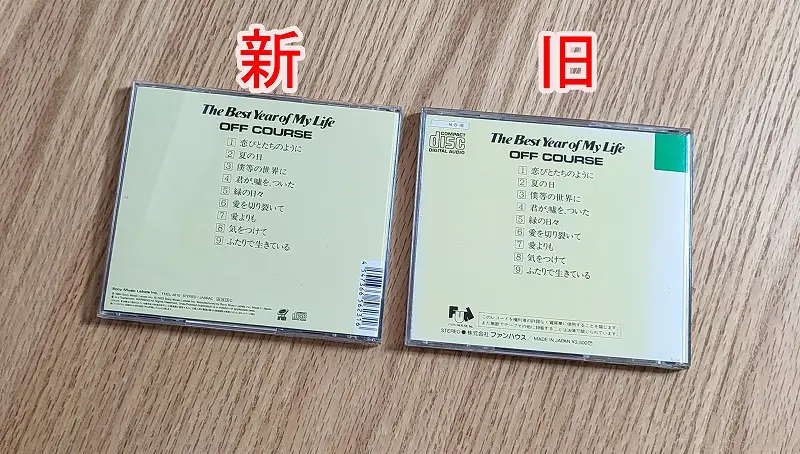 新
旧
The Best Year of My Life
OFF COURSE
1 恋びとたちのように
2 夏の日
3 僕等の世界に
4 君が、嘘を、ついた
5 緑の日々
6 愛を切り裂いて
7 愛よりも
8 気をつけて
9 ふたりで生きている
COMPACT
disc
DIGITAL AUDIO
The Best Year of My Life
OFF COURSE
1 恋びとたちのように
2 夏の日
3 僕等の世界に
4 君が、嘘を、ついた
5 緑の日々
6 愛を切り裂いて
7 愛よりも
8 気をつけて
9 ふたりで生きている
STEREO ● 株式会社 ファンハウス / MADE IN JAPAN ¥3,500